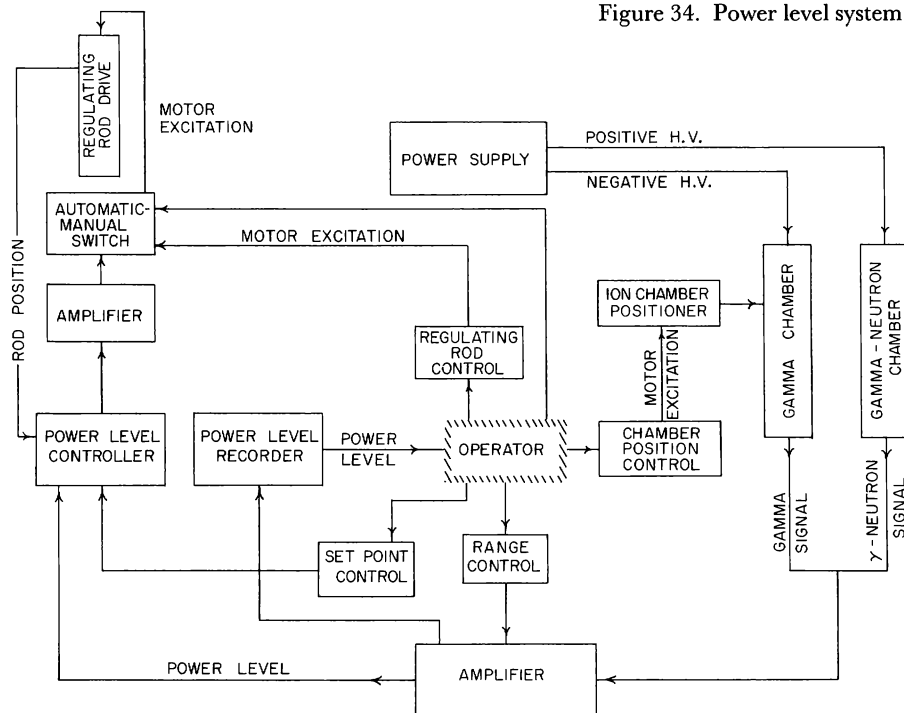 Figure 34. Power level system
REGULATING
ROD DRIVE
MOTOR
EXCITATION
POWER SUPPLY
POSITIVE H.V.
NEGATIVE H.V.
AUTOMATIC-
MANUAL
SWITCH
MOTOR EXCITATION
ROD POSITION
AMPLIFIER
ION CHAMBER
POSITIONER
GAMMA CHAMBER
GAMMA-NEUTRON
CHAMBER
REGULATING
ROD
CONTROL
MOTOR
EXCITATION
POWER LEVEL
CONTROLLER
POWER LEVEL
RECORDER
POWER
LEVEL
OPERATOR
CHAMBER
POSITION
CONTROL
GAMMA
SIGNAL
γ-NEUTRON
SIGNAL
SET POINT
CONTROL
RANGE
CONTROL
POWER LEVEL
AMPLIFIER